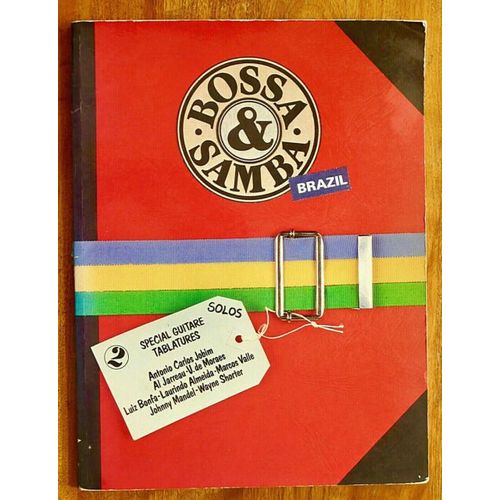 BOSSA
&
SAMBA
BRAZIL
SOLOS
2
SPECIAL GUITARE
TABLATURES
Antonio Carlos Jobim
Al Jarreau-V. de Moraes
Luiz Bonfa-Laurindo Almeida-Marcos Valle
Johnny Mandel-Wayne Shorter